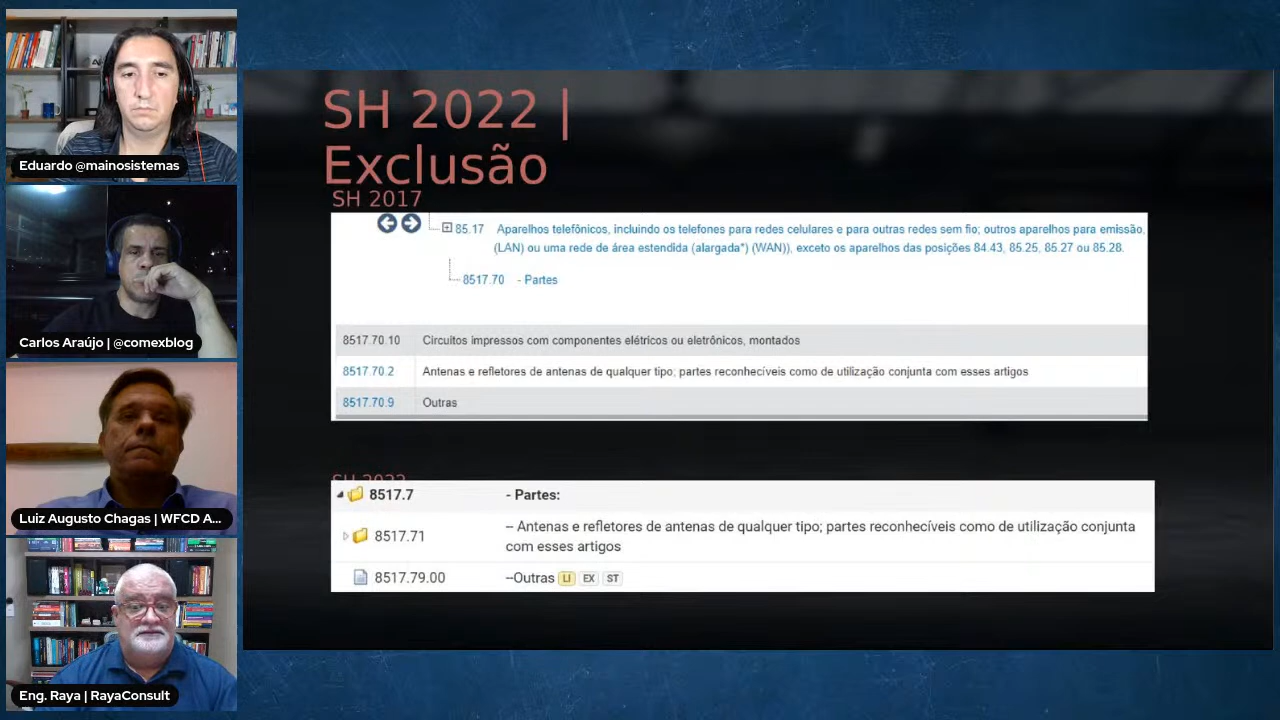 Eduardo @mainosistemas
Carlos Araújo | @comexblog
Luiz Augusto Chagas | WFCD A...
Eng. Raya | RayaConsult
SH 2022 |
Exclusão
SH 2017
85.17 Aparelhos telefônicos, incluindo os telefones para redes celulares e para outras redes sem fio; outros aparelhos para emissão,
(LAN) ou uma rede de área estendida (alargada*) (WAN)), exceto os aparelhos das posições 84.43, 85.25, 85.27 ou 85.28.
8517.70 - Partes
8517.70.10 Circuitos impressos com componentes elétricos ou eletrônicos, montados
8517.70.2 Antenas e refletores de antenas de qualquer tipo; partes reconhecíveis como de utilização conjunta com esses artigos
8517.70.9 Outras
SH 2022
8517.7 - Partes:
8517.71 -- Antenas e refletores de antenas de qualquer tipo; partes reconhecíveis como de utilização conjunta
com esses artigos
8517.79.00 --Outras LI EX ST